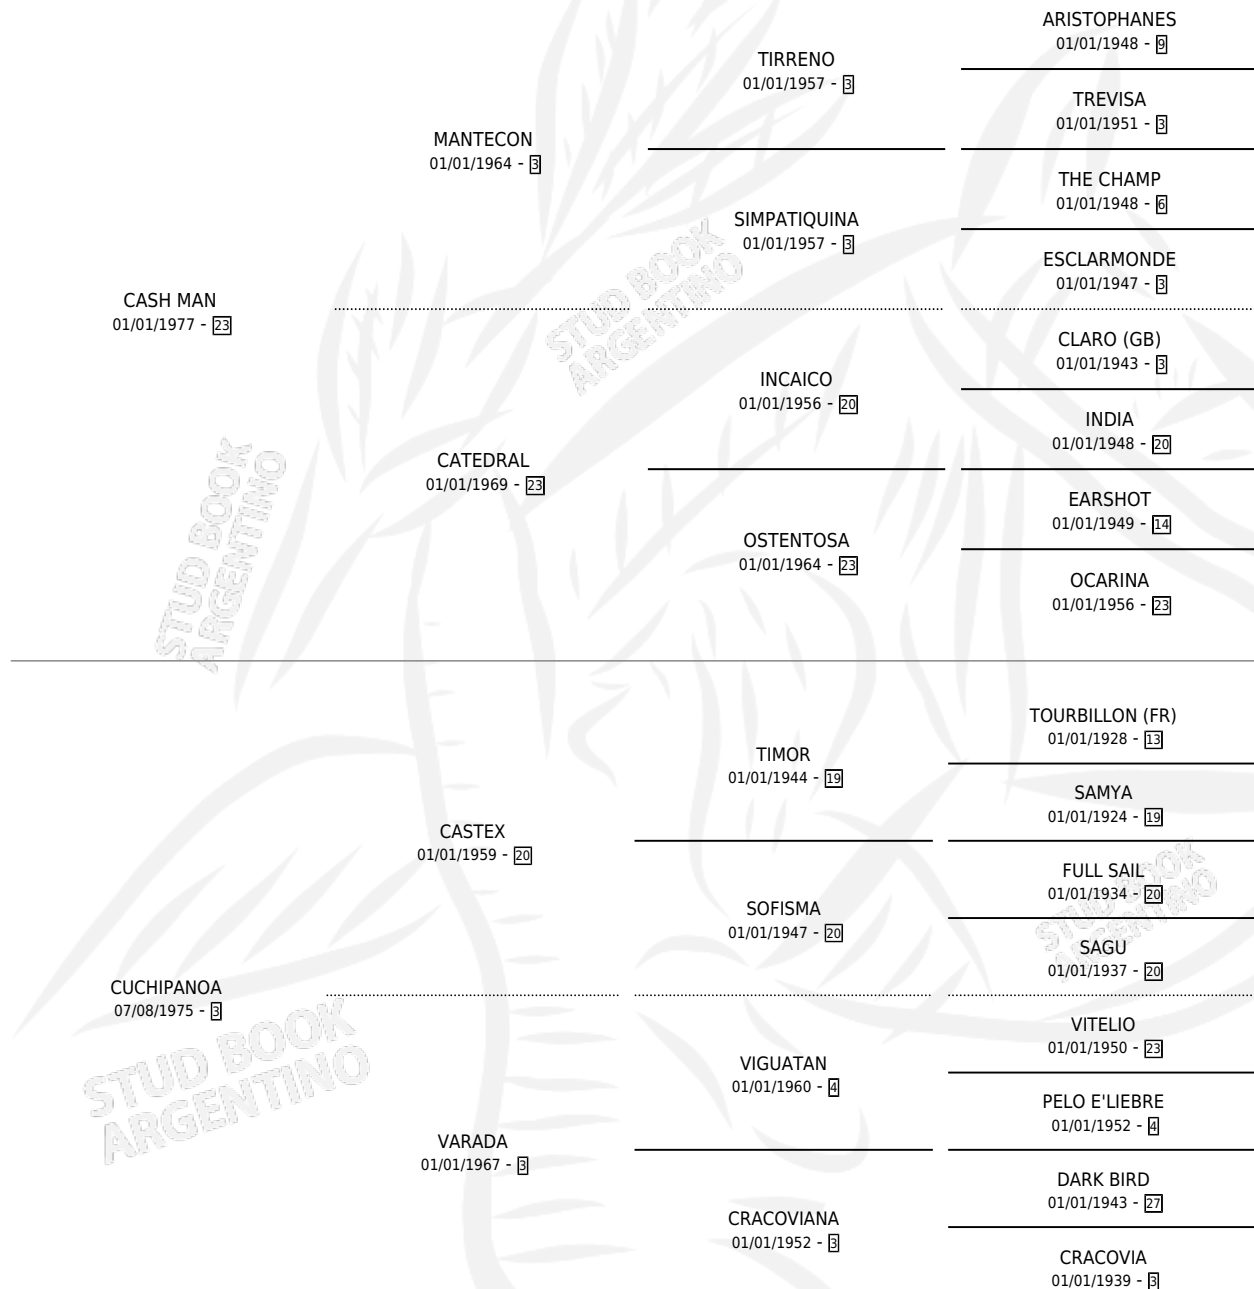 ARISTOPHANES
01/01/1948 - 9
TIRRENO
01/01/1957 - 3
TREVISA
01/01/1951 - 3
MANTECON
01/01/1964 - 3
THE CHAMP
01/01/1948 - 6
SIMPATIQUINA
01/01/1957 - 3
ESCLARMONDE
01/01/1947 - 3
CASH MAN
01/01/1977 - 23
CLARO (GB)
01/01/1943 - 3
INCAICO
01/01/1956 - 20
INDIA
01/01/1948 - 20
CATEDRAL
01/01/1969 - 23
EARSHOT
01/01/1949 - 14
OSTENTOSA
01/01/1964 - 23
OCARINA
01/01/1956 - 23
TOURBILLON (FR)
01/01/1928 - 13
TIMOR
01/01/1944 - 19
SAMYA
01/01/1924 - 19
CASTEX
01/01/1959 - 20
FULL SAIL
01/01/1934 - 20
SOFISMA
01/01/1947 - 20
SAGU
01/01/1937 - 20
CUCHIPANOA
07/08/1975 - 3
VITELIO
01/01/1950 - 23
VIGUATAN
01/01/1960 - 4
PELO E'LIEBRE
01/01/1952 - 4
VARADA
01/01/1967 - 3
DARK BIRD
01/01/1943 - 27
CRACOVIANA
01/01/1952 - 3
CRACOVIA
01/01/1939 - 3
STUD BOOK
ARGENTINO
STUD BOOK
ARGENTINO
STUD BOOK
ARGENTINO
STUD BOOK
ARGENTINO